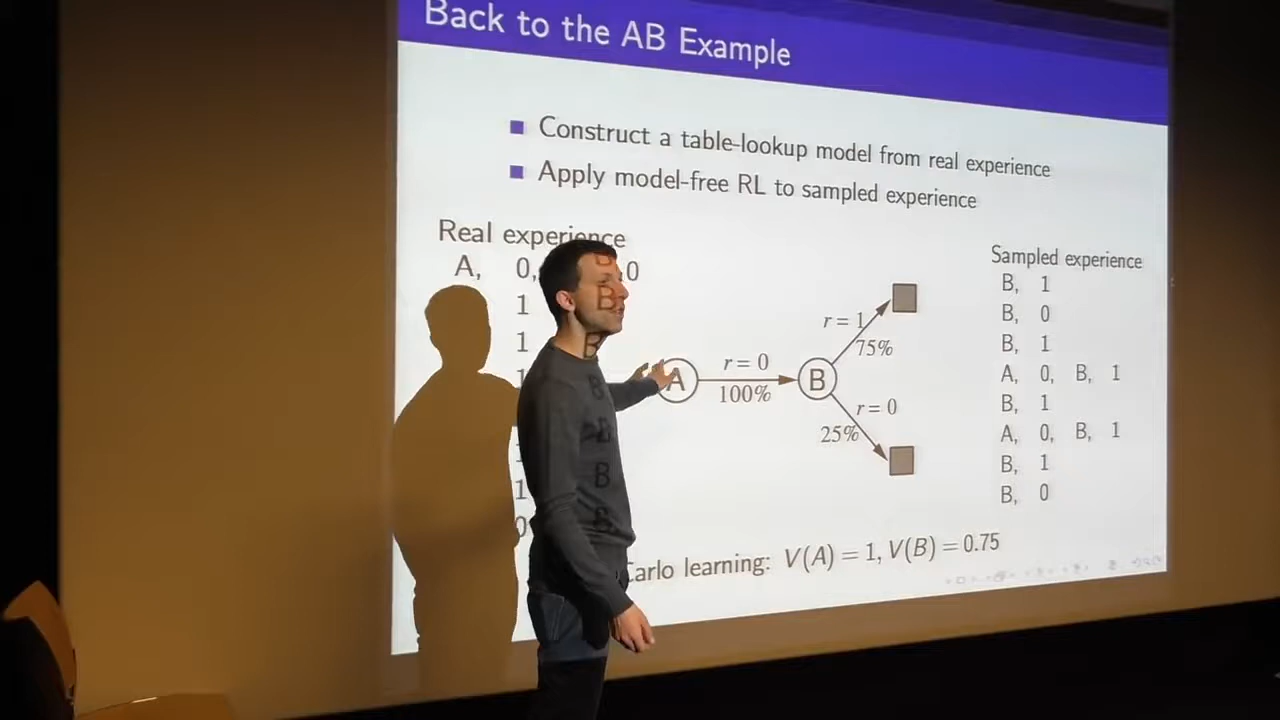 Back to the AB Example
Construct a table-lookup model from real experience
Apply model-free RL to sampled experience
Real experience
A, 0, B 0
B 1
B 1
B
B
B
B 1
B 0
A
r = 0
100%
B
r = 1
75%
r = 0
25%
Sampled experience
B, 1
B, 0
B, 1
A, 0, B, 1
B, 1
A, 0, B, 1
B, 1
B, 0
Carlo learning: V(A) = 1, V(B) = 0.75